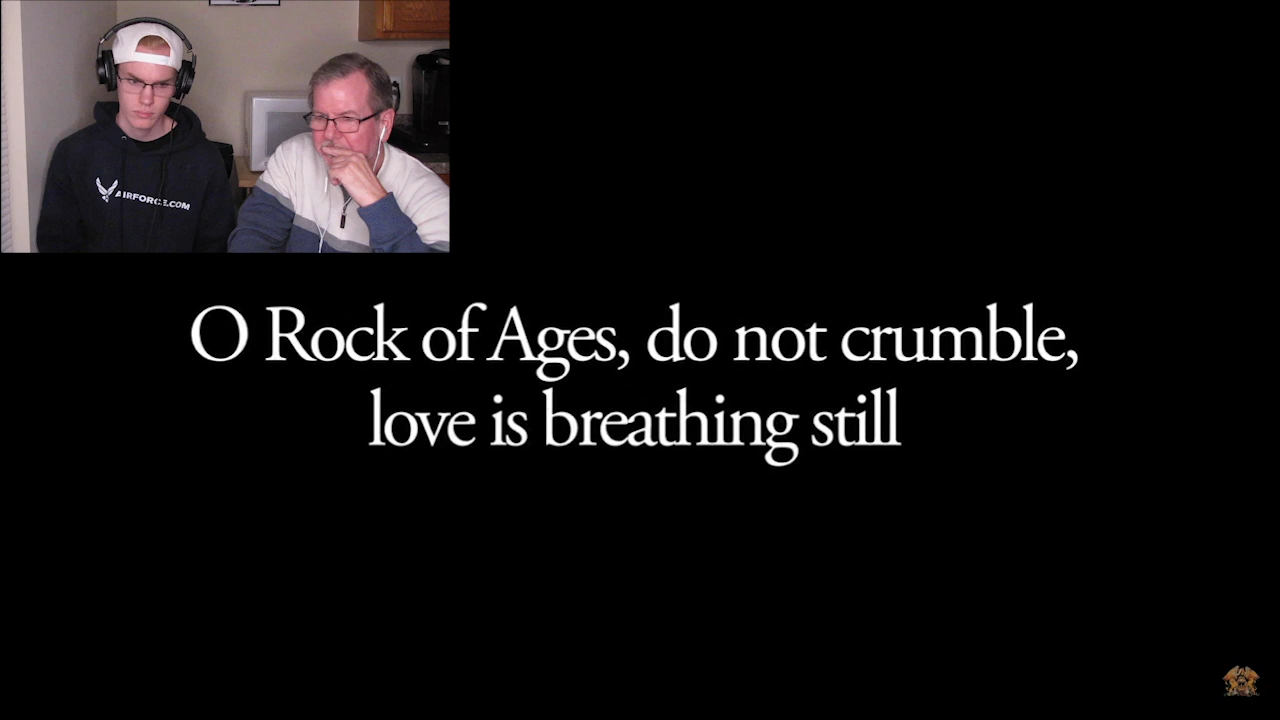 AIRFORCE.COM
O Rock of Ages, do not crumble,
love is breathing still